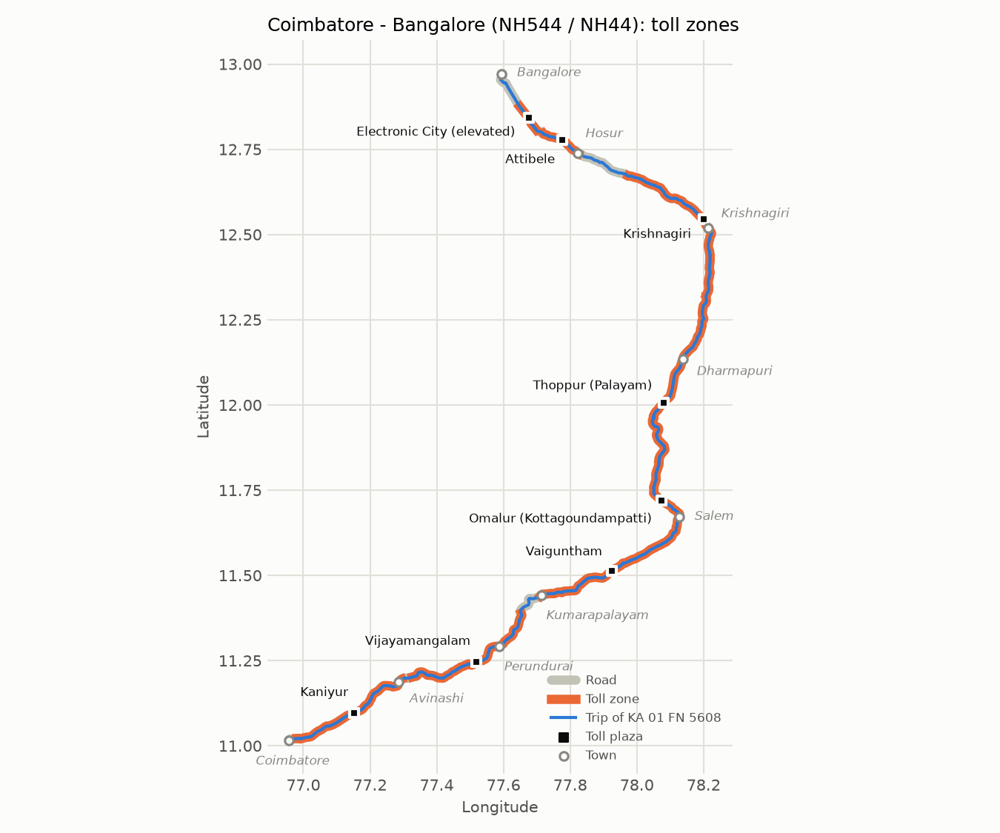 Coimbatore - Bangalore (NH544 / NH44): toll zones
13.00
Bangalore
Electronic City (elevated)
Hosur
12.75
Attibele
Krishnagiri
12.50
Krishnagiri
12.25
Dharmapuri
Thoppur (Palayam)
Latitude
12.00
11.75
Omalur (Kottagoundampatti)
Salem
Vaiguntham
11.50
Kumarapalayam
Vijayamangalam
11.25
Perundurai
Kaniyur
Avinashi
Road
Toll zone
Trip of KA 01 FN 5608
Toll plaza
Town
11.00
Coimbatore
77.0 77.2 77.4 77.6 77.8 78.0 78.2
Longitude